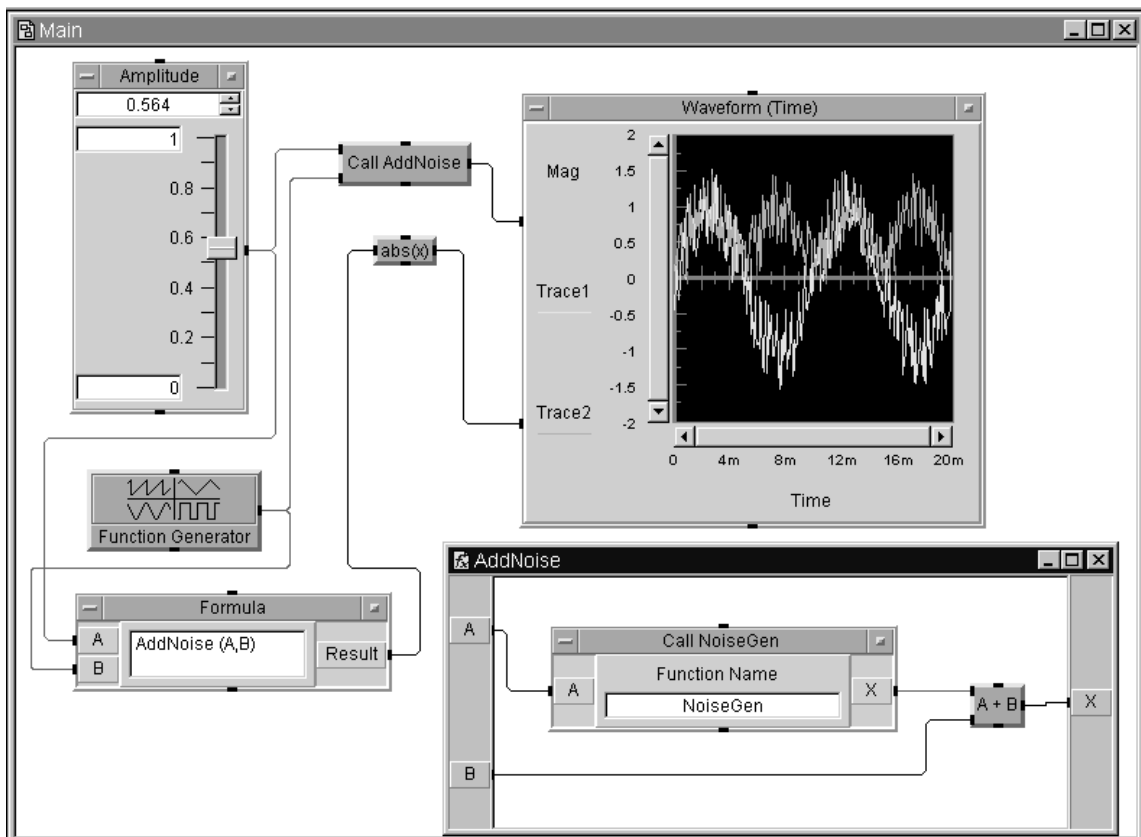 Main
Amplitude
0.564
1
0.8
0.6
0.4
0.2
0
Call AddNoise
abs(x)
Function Generator
Formula
A
B
AddNoise (A,B)
Result
Waveform (Time)
Mag
Trace1
Trace2
2
1.5
1
0.5
0
-0.5
-1
-1.5
-2
0 4m 8m 12m 16m 20m
Time
AddNoise
A
B
Call NoiseGen
A
Function Name
NoiseGen
X
A + B
X